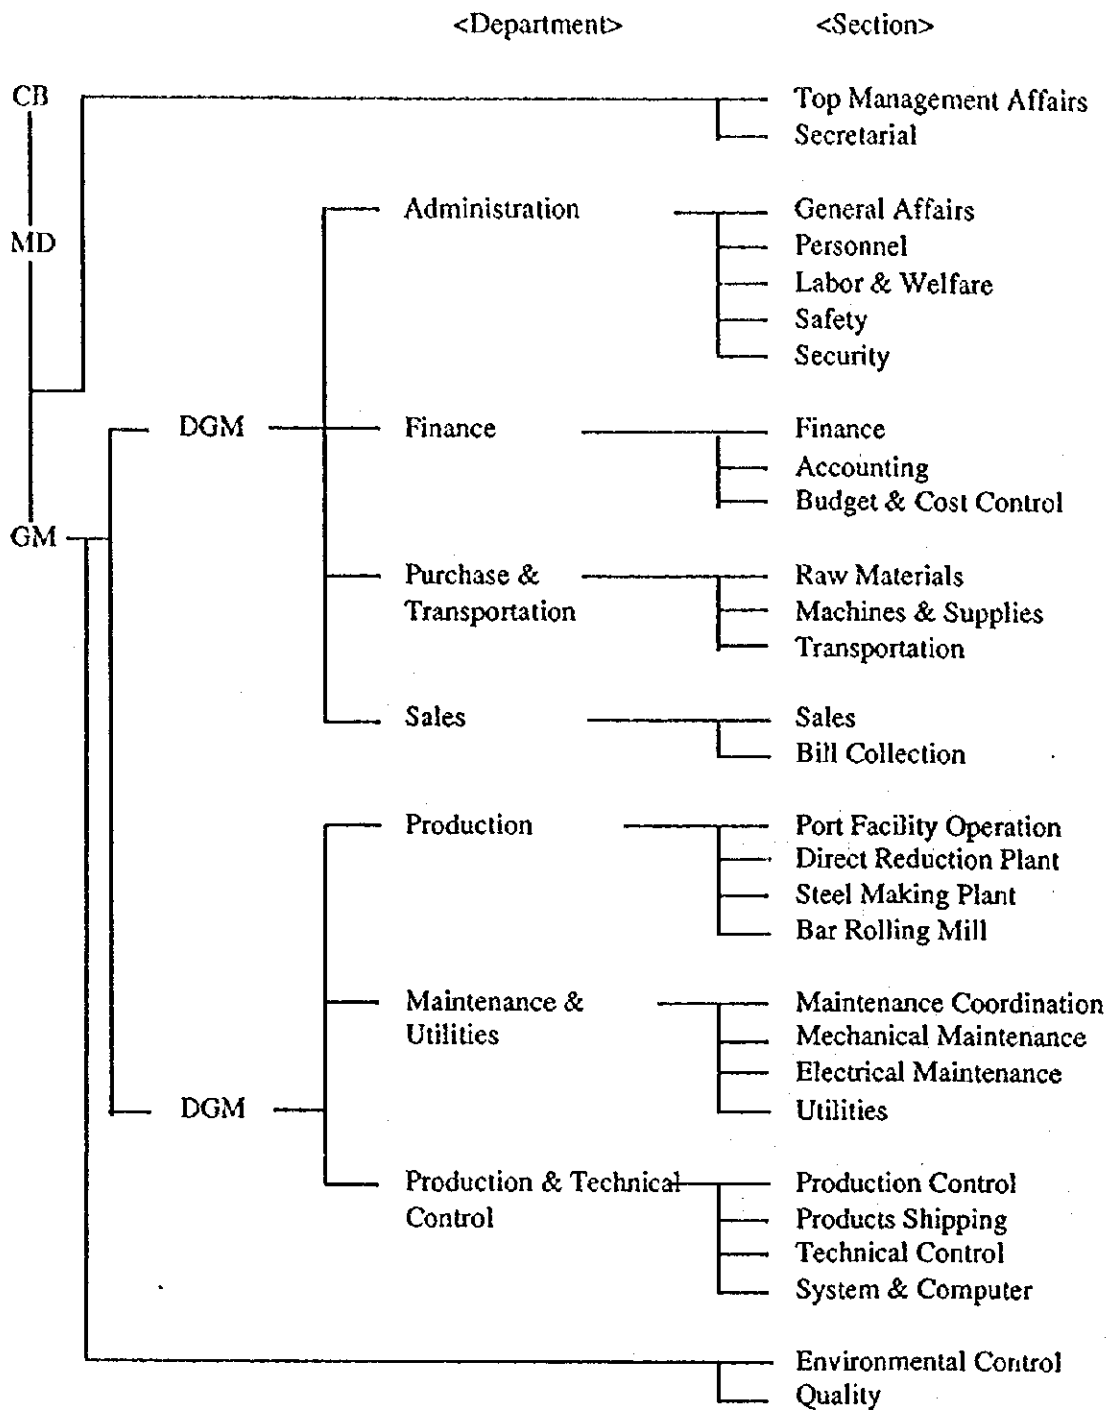 <Department> <Section>
CB
Top Management Affairs
Secretarial
Administration
General Affairs
MD
Personnel
Labor & Welfare
Safety
Security
DGM
Finance
Finance
Accounting
Budget & Cost Control
GM
Purchase &
Transportation
Raw Materials
Machines & Supplies
Transportation
Sales
Sales
Bill Collection
Production
Port Facility Operation
Direct Reduction Plant
Steel Making Plant
Bar Rolling Mill
Maintenance &
Utilities
Maintenance Coordination
Mechanical Maintenance
Electrical Maintenance
Utilities
DGM
Production & Technical
Control
Production Control
Products Shipping
Technical Control
System & Computer
Environmental Control
Quality